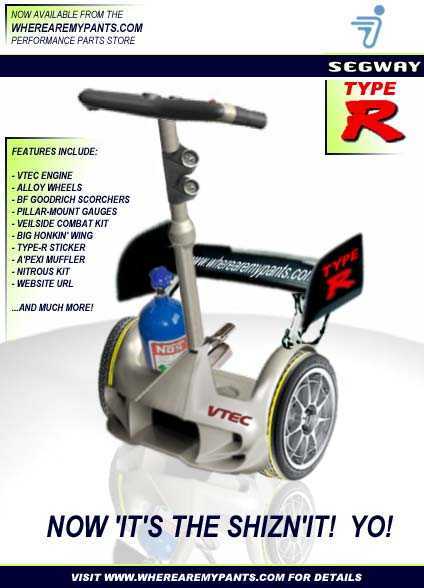 NOW AVAILABLE FROM THE
WHEREAREMYPANTS.COM
PERFORMANCE PARTS STORE
SEGWAY
TYPE
R
FEATURES INCLUDE:
- VTEC ENGINE
- ALLOY WHEELS
- BF GOODRICH SCORCHERS
- PILLAR-MOUNT GAUGES
- VEILSIDE COMBAT KIT
- BIG HONKIN' WING
- TYPE-R STICKER
- A'PEXI MUFFLER
- NITROUS KIT
- WEBSITE URL
...AND MUCH MORE!
www.wherearemypants.com
TYPE
R
NOS
VTEC
NOW 'IT'S THE SHIZN'IT! YO!
VISIT WWW.WHEREAREMYPANTS.COM FOR DETAILS